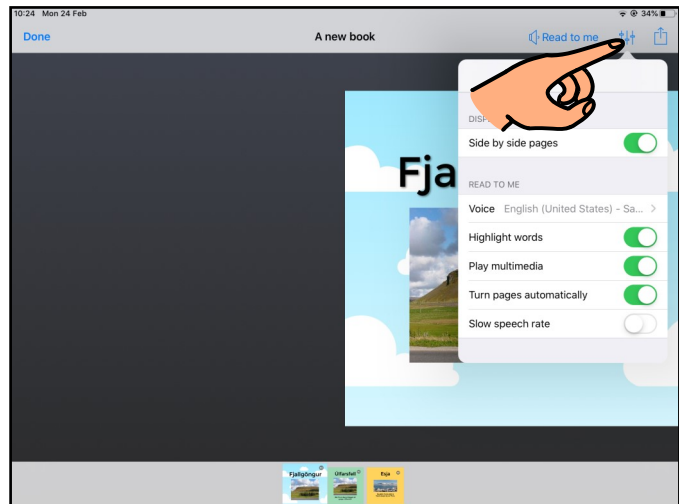 10:24 Mon 24 Feb 34%
Done A new book Read to me
Side by side pages
READ TO ME
Voice English (United States) – Sa...
Highlight words
Play multimedia
Turn pages automatically
Slow speech rate
Fja
Fjallgöngur Úlfarsfell Esja